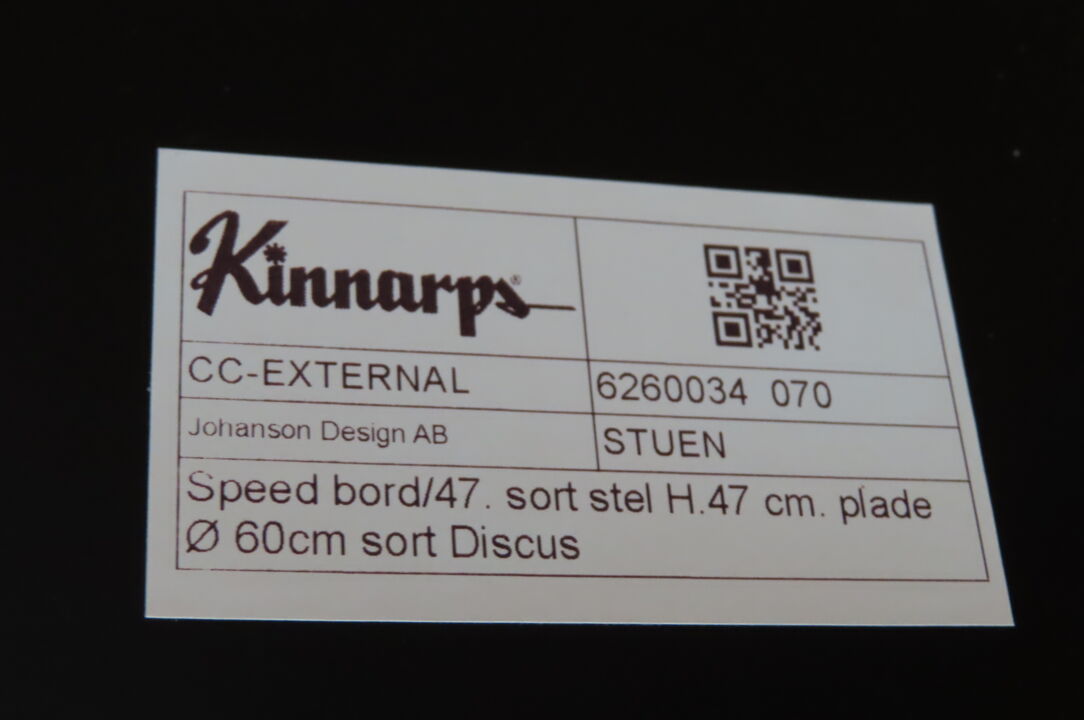 Kinnarps®
CC-EXTERNAL
6260034 070
Johanson Design AB
STUEN
Speed bord/47. sort stel H.47 cm. plade
Ø 60cm sort Discus